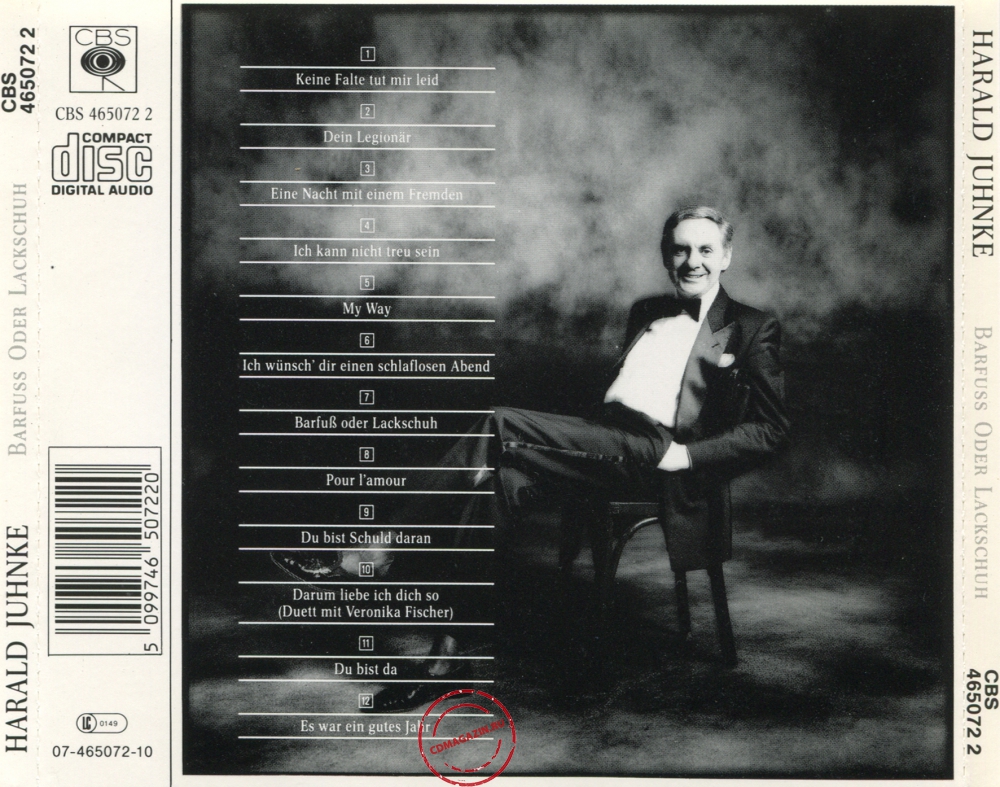 CBS
465072 2
HARALD JUHNKE BARFUSS ODER LACKSCHUH
CBS
CBS 465072 2
COMPACT
disc
DIGITAL AUDIO
5 099746 507220
LC 0149
07-465072-10
1
Keine Falte tut mir leid
2
Dein Legionär
3
Eine Nacht mit einem Fremden
4
Ich kann nicht treu sein
5
My Way
6
Ich wünsch' dir einen schlaflosen Abend
7
Barfuß oder Lackschuh
8
Pour l'amour
9
Du bist Schuld daran
10
Darum liebe ich dich so
(Duett mit Veronika Fischer)
11
Du bist da
12
Es war ein gutes Jahr
CDMAGAZIN.RU
HARALD JUHNKE BARFUSS ODER LACKSCHUH
CBS
465072 2